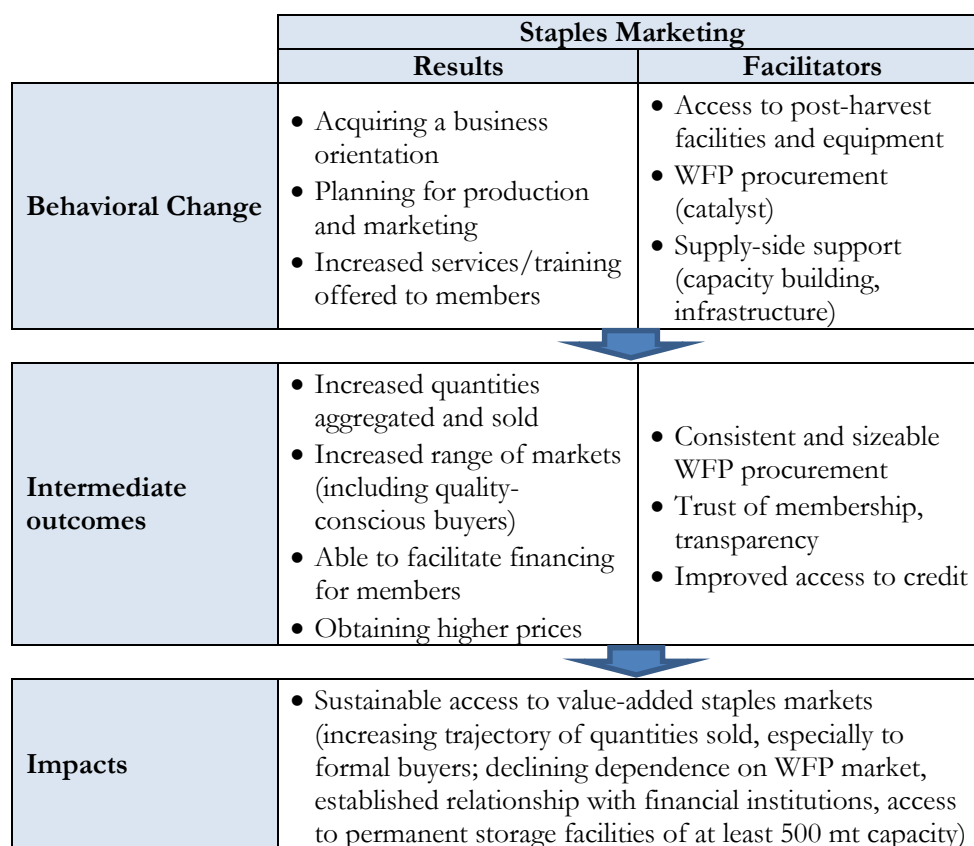 Staples Marketing
Results
Facilitators
Behavioral Change
• Acquiring a business
orientation
• Planning for production
and marketing
• Increased services/training
offered to members
• Access to post-harvest
facilities and equipment
• WFP procurement
(catalyst)
• Supply-side support
(capacity building,
infrastructure)
Intermediate
outcomes
• Increased quantities
aggregated and sold
• Increased range of markets
(including quality-
conscious buyers)
• Able to facilitate financing
for members
• Obtaining higher prices
• Consistent and sizeable
WFP procurement
• Trust of membership,
transparency
• Improved access to credit
Impacts
• Sustainable access to value-added staples markets
(increasing trajectory of quantities sold, especially to
formal buyers; declining dependence on WFP market,
established relationship with financial institutions, access
to permanent storage facilities of at least 500 mt capacity)